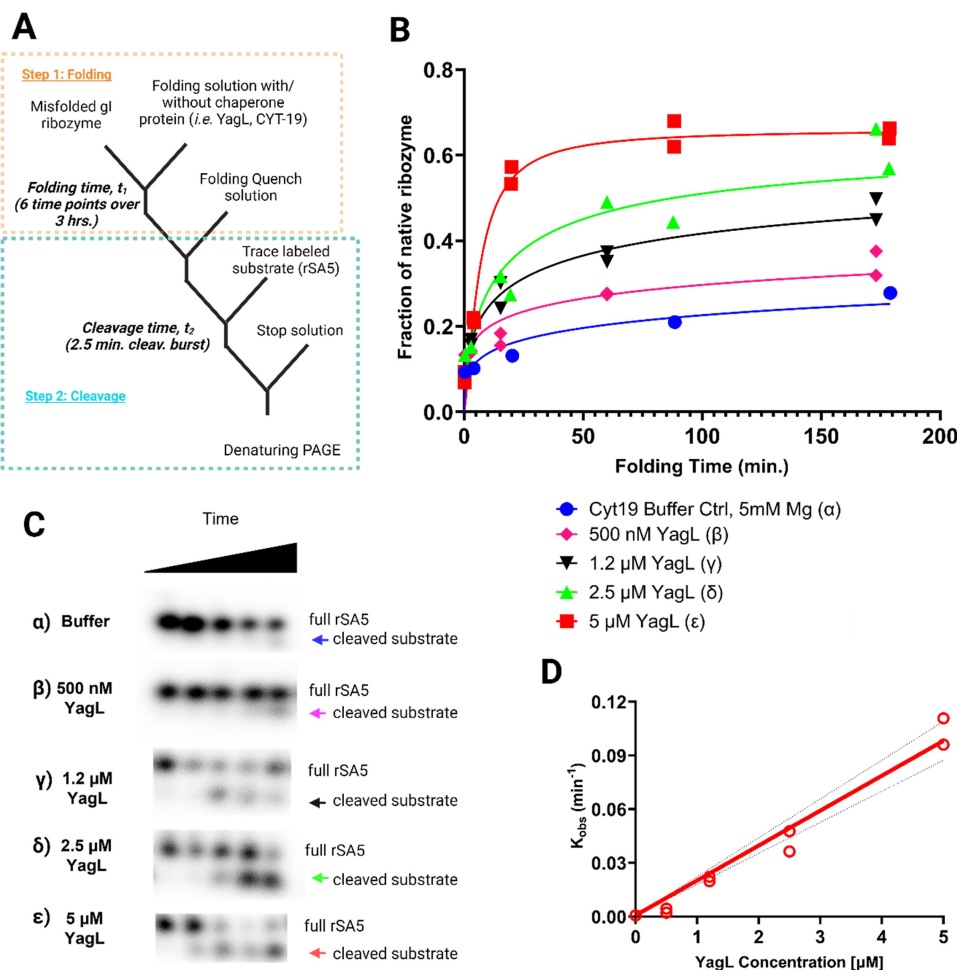 A
Step 1: Folding
Misfolded gI
ribozyme
Folding solution with/
without chaperone
protein (i.e. YagL, CYT-19)
Folding time, t₁
(6 time points over
3 hrs.)
Folding Quench
solution
Trace labeled
substrate (rSA5)
Cleavage time, t₂
(2.5 min. cleav. burst)
Stop solution
Step 2: Cleavage
Denaturing PAGE
B
Fraction of native ribozyme
0.8
0.6
0.4
0.2
0.0
0
50
100
150
200
Folding Time (min.)
Cyt19 Buffer Ctrl, 5mM Mg (α)
500 nM YagL (β)
1.2 µM YagL (γ)
2.5 µM YagL (δ)
5 µM YagL (ε)
C
Time
α) Buffer
full rSA5
cleaved substrate
β) 500 nM
YagL
full rSA5
cleaved substrate
γ) 1.2 µM
YagL
full rSA5
cleaved substrate
δ) 2.5 µM
YagL
full rSA5
cleaved substrate
ε) 5 µM
YagL
full rSA5
cleaved substrate
D
K_obs (min⁻¹)
0.12
0.09
0.06
0.03
0.00
0
1
2
3
4
5
YagL Concentration [µM]